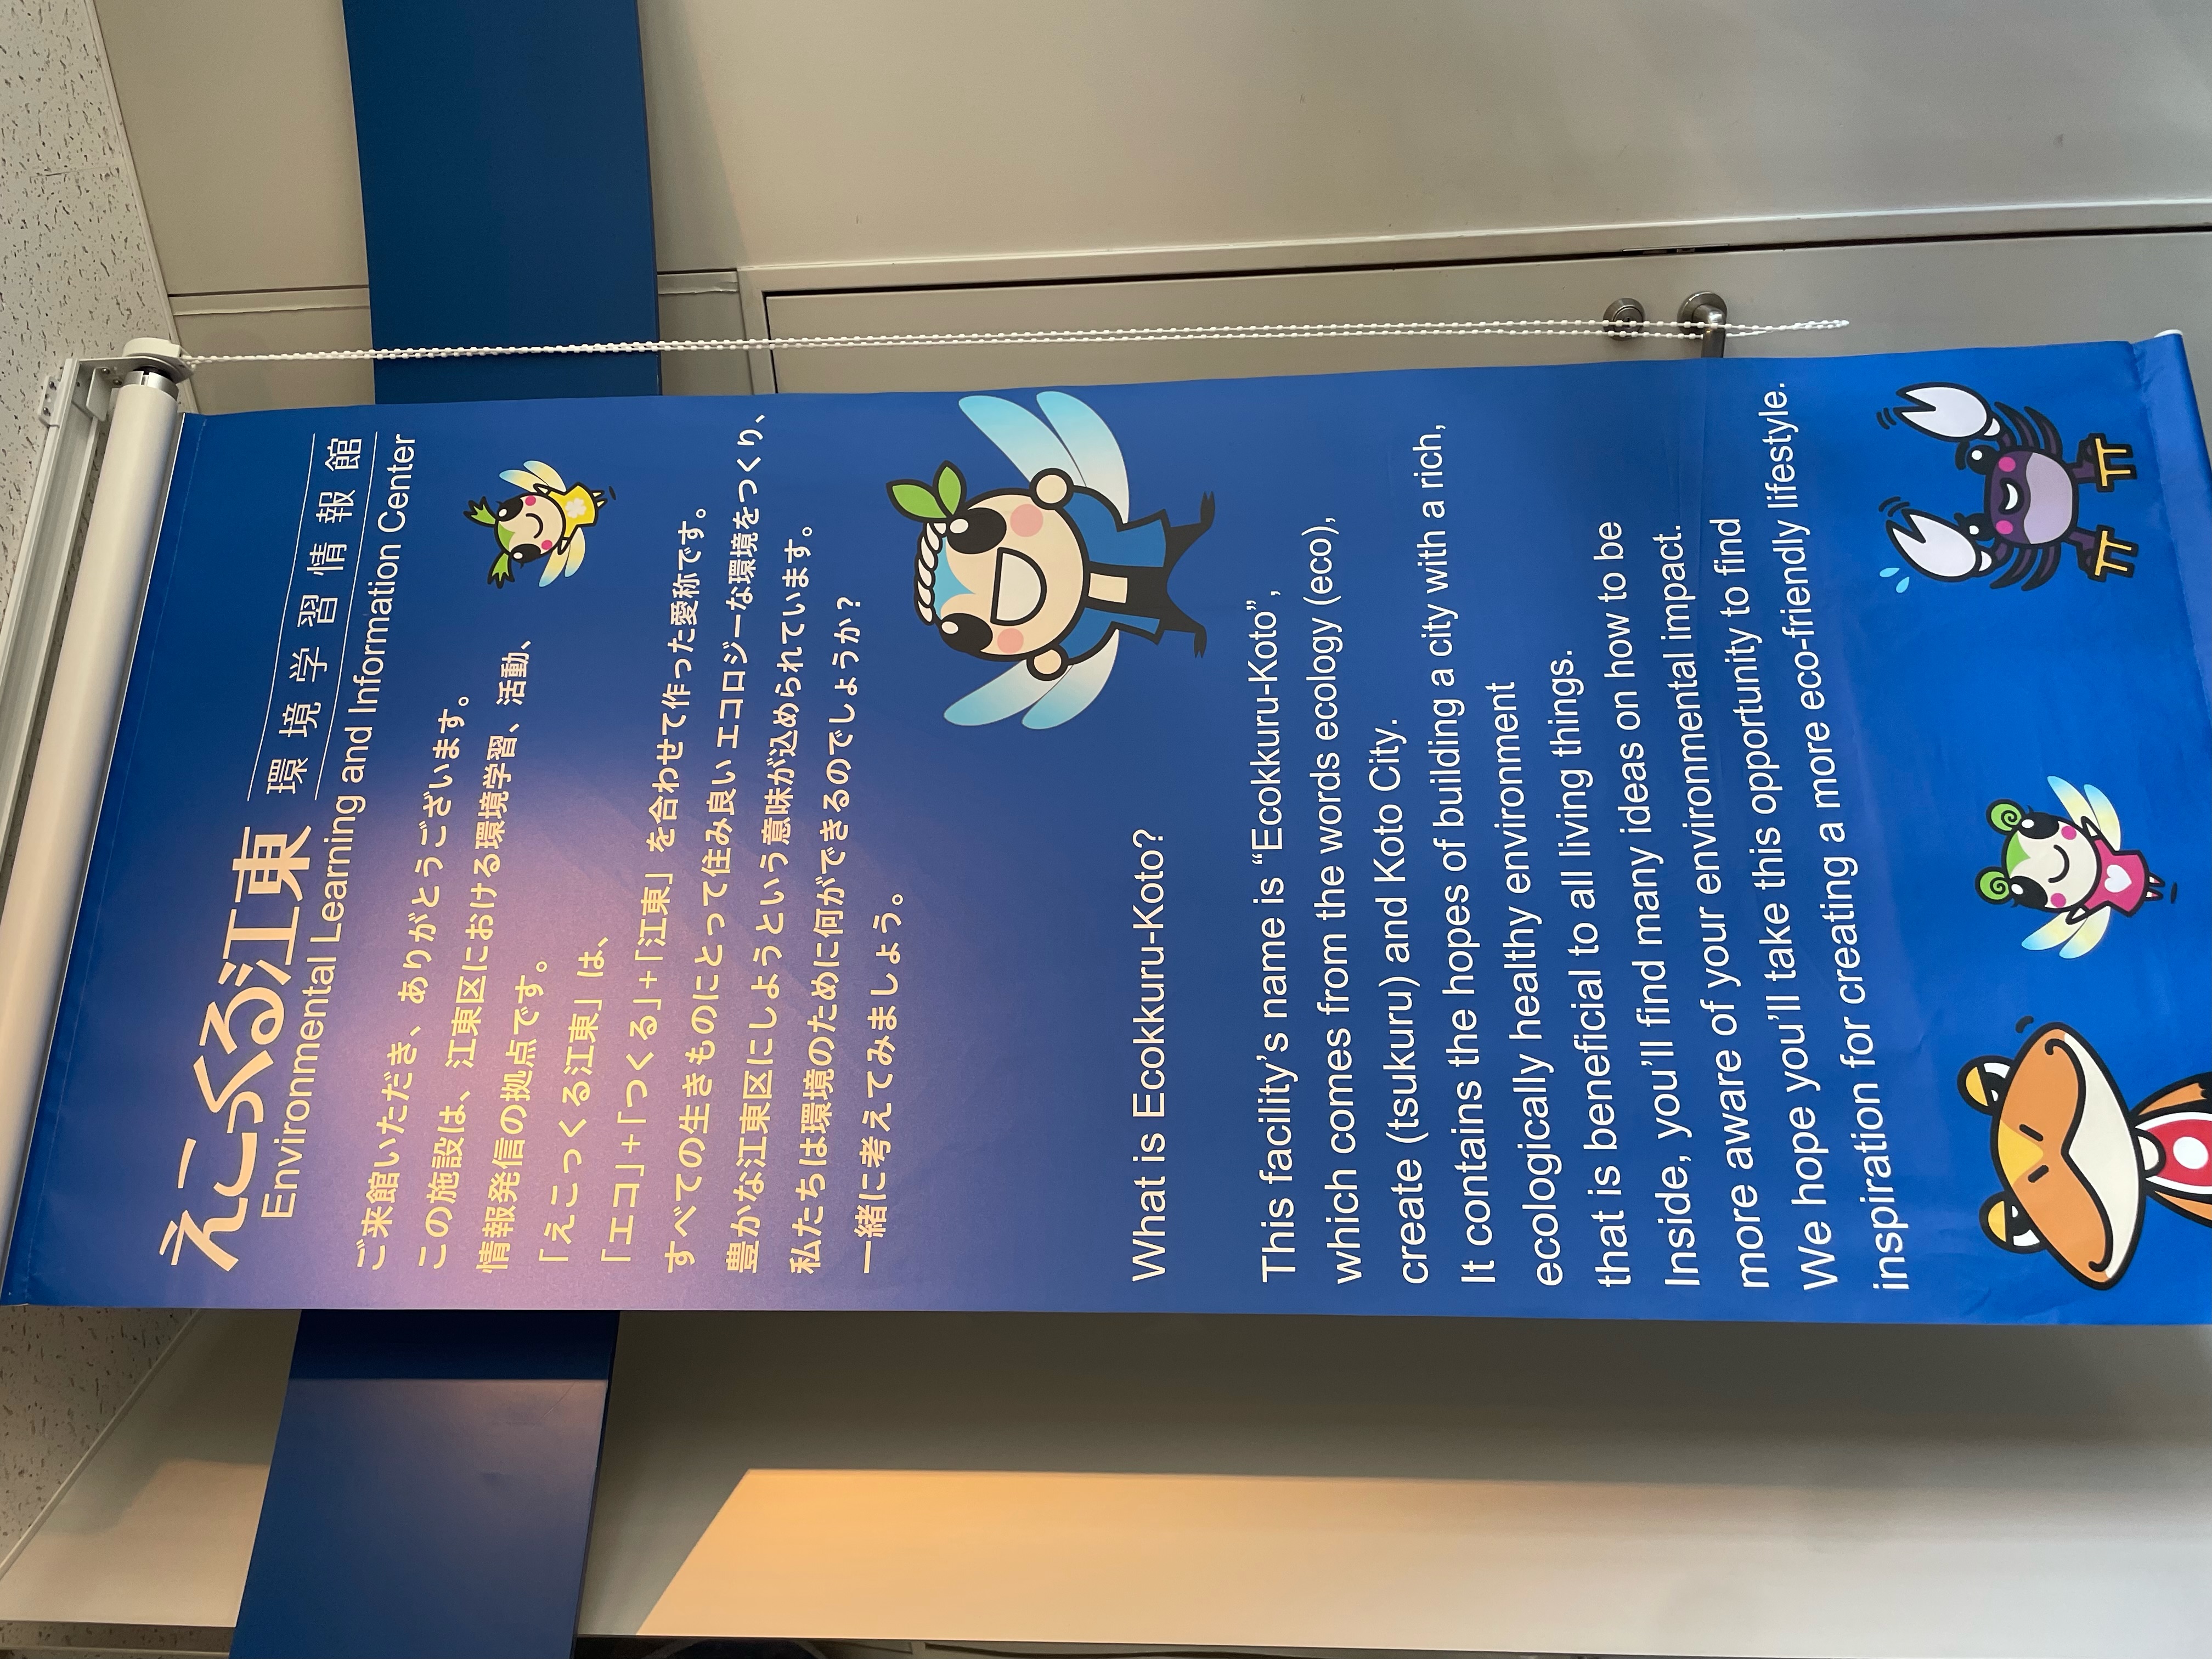 えこっくる江東 環境学習情報館
Environmental Learning and Information Center
ご来館いただき、ありがとうございます。
この施設は、江東区における環境学習、活動、
情報発信の拠点です。
「えこっくる江東」は、
「エコ」+「つくる」+「江東」を合わせて作った愛称です。
すべての生きものにとって住み良い エコロジーな環境をつくり、
豊かな江東区にしようという意味が込められています。
私たちは環境のために何ができるのでしょうか?
一緒に考えてみましょう。
What is Ecokkuru-Koto?
This facility's name is “Ecokkuru-Koto”,
which comes from the words ecology (eco),
create (tsukuru) and Koto City.
It contains the hopes of building a city with a rich,
ecologically healthy environment
that is beneficial to all living things.
Inside, you'll find many ideas on how to be
more aware of your environmental impact.
We hope you'll take this opportunity to find
inspiration for creating a more eco-friendly lifestyle.